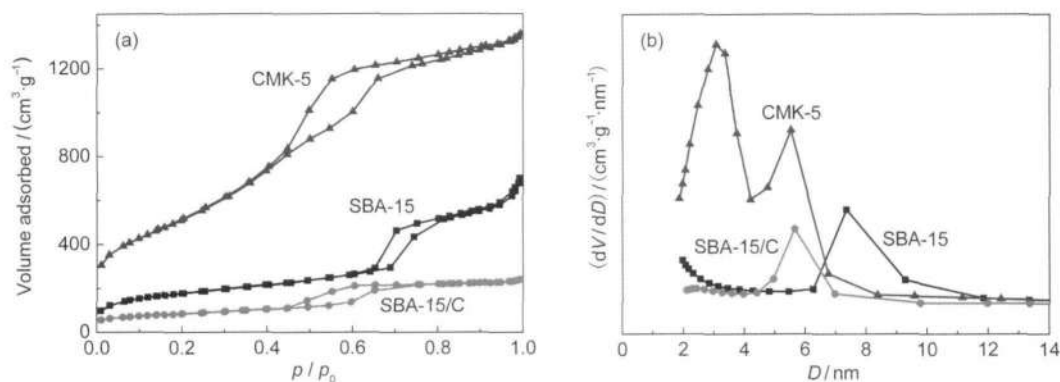 (a)
Volume adsorbed / (cm³·g⁻¹)
1200
800
400
0
CMK-5
SBA-15
SBA-15/C
0.0 0.2 0.4 0.6 0.8 1.0
p / p₀
(b)
(dV/dD) / (cm³·g⁻¹·nm⁻¹)
CMK-5
SBA-15/C
SBA-15
0 2 4 6 8 10 12 14
D / nm